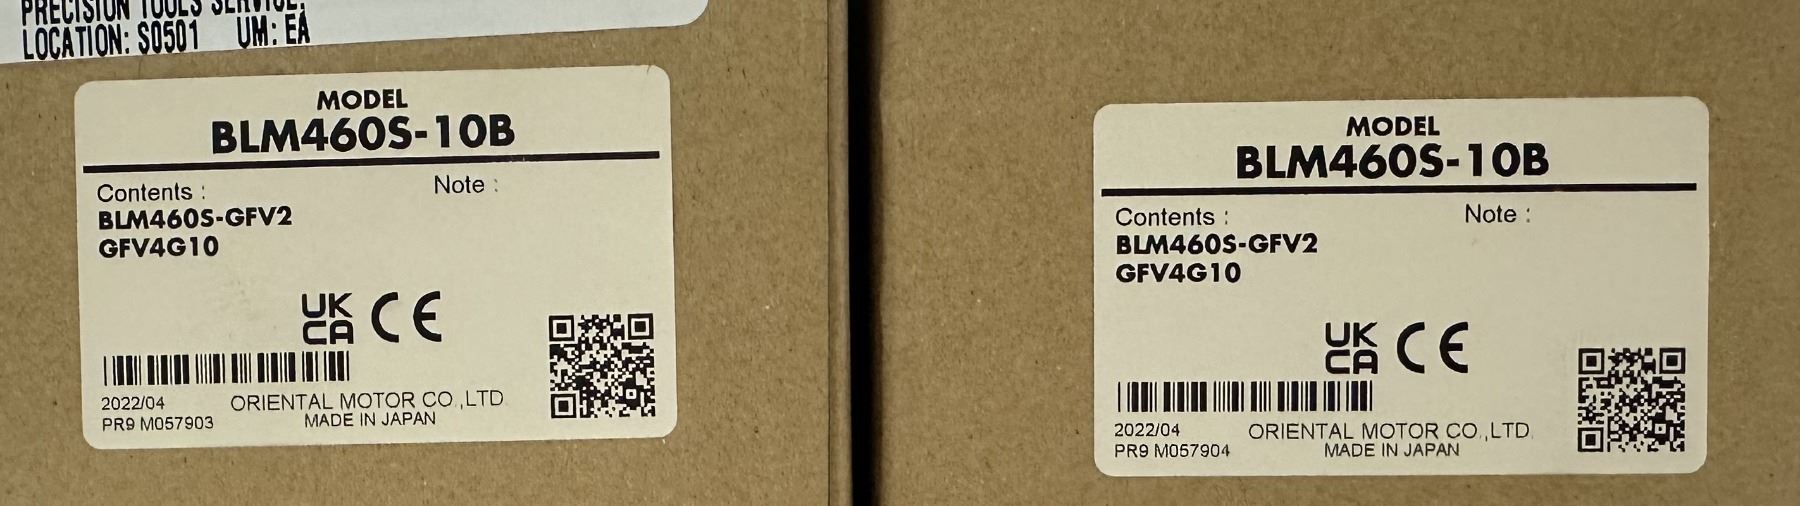 PRECISION TOOLS SERVICE,
LOCATION: S0501 UM: EA
MODEL
BLM460S-10B
Contents :
Note :
BLM460S-GFV2
GFV4G10
UK
CA CE
2022/04
ORIENTAL MOTOR CO.,LTD.
PR9 M057903
MADE IN JAPAN
MODEL
BLM460S-10B
Contents :
Note :
BLM460S-GFV2
GFV4G10
UK
CA CE
2022/04
ORIENTAL MOTOR CO.,LTD.
PR9 M057904
MADE IN JAPAN